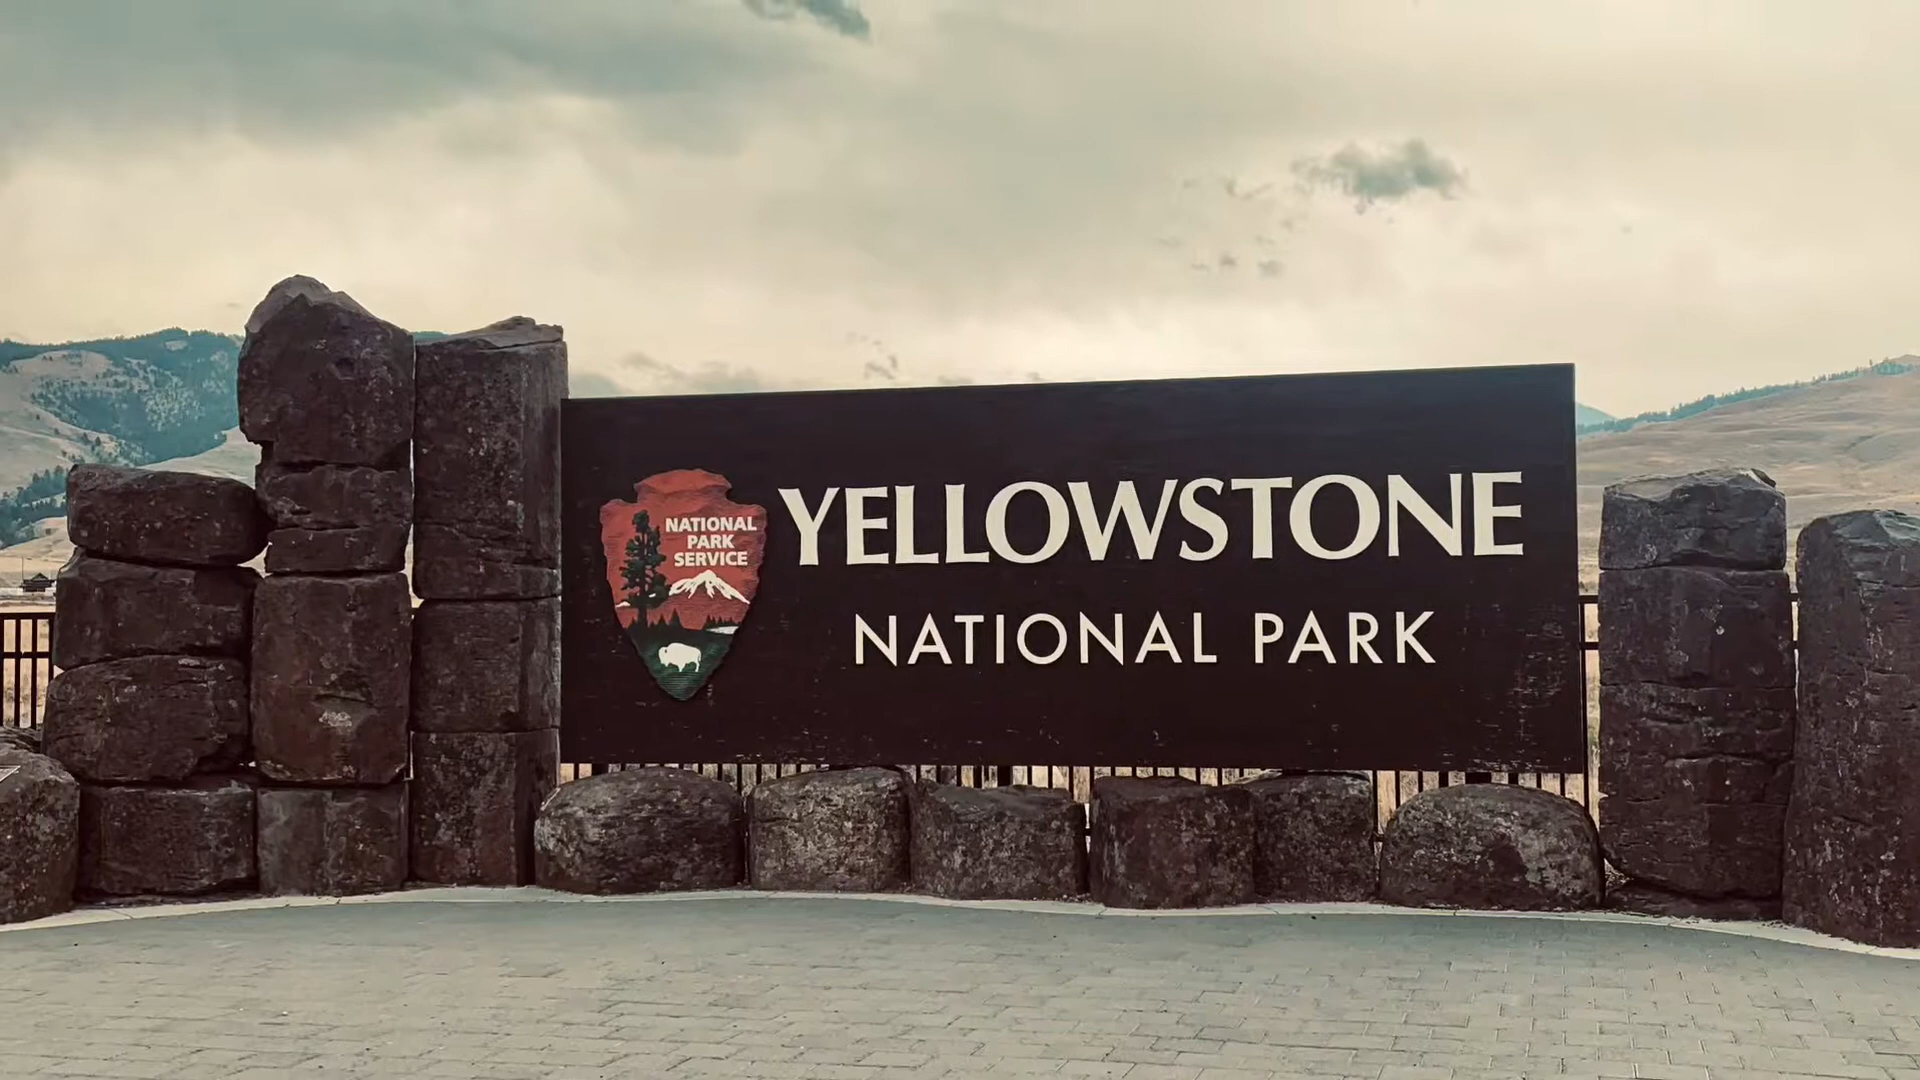 NATIONAL
PARK
SERVICE
YELLOWSTONE
NATIONAL PARK